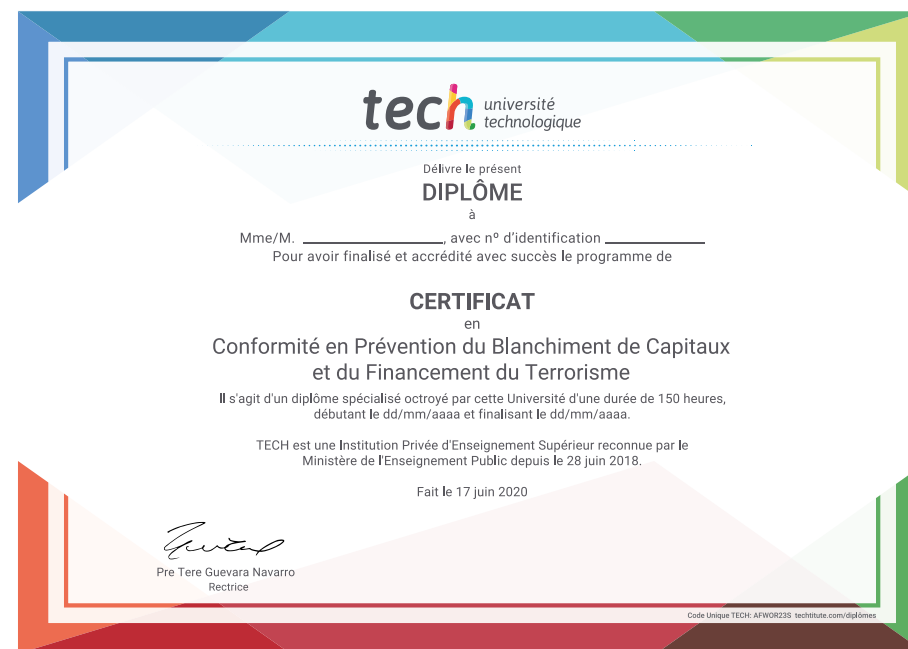 tech université
technologique
Délivre le présent
DIPLÔME
à
Mme/M. ____________________, avec nº d'identification ______________
Pour avoir finalisé et accrédité avec succès le programme de
CERTIFICAT
en
Conformité en Prévention du Blanchiment de Capitaux
et du Financement du Terrorisme
Il s'agit d'un diplôme spécialisé octroyé par cette Université d'une durée de 150 heures,
débutant le dd/mm/aaaa et finalisant le dd/mm/aaaa.
TECH est une Institution Privée d'Enseignement Supérieur reconnue par le
Ministère de l'Enseignement Public depuis le 28 juin 2018.
Fait le 17 juin 2020
Pre Tere Guevara Navarro
Rectrice
Code Unique TECH: AFWOR23S techtitute.com/diplômes